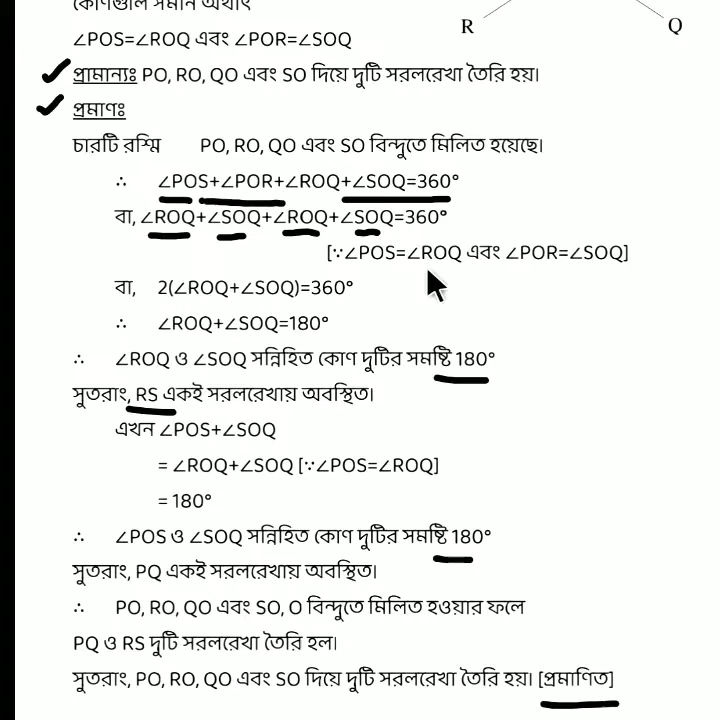 কোণগুলি সমান অর্থাৎ
R
Q
∠POS=∠ROQ এবং ∠POR=∠SOQ
প্রামান্যঃ PO, RO, QO এবং SO দিয়ে দুটি সরলরেখা তৈরি হয়।
প্রমাণঃ
চারটি রশ্মি PO, RO, QO এবং SO বিন্দুতে মিলিত হয়েছে।
∴ ∠POS+∠POR+∠ROQ+∠SOQ=360°
বা, ∠ROQ+∠SOQ+∠ROQ+∠SOQ=360°
[∵∠POS=∠ROQ এবং ∠POR=∠SOQ]
বা, 2(∠ROQ+∠SOQ)=360°
∴ ∠ROQ+∠SOQ=180°
∴ ∠ROQ ও ∠SOQ সন্নিহিত কোণ দুটির সমষ্টি 180°
সুতরাং, RS একই সরলরেখায় অবস্থিত।
এখন ∠POS+∠SOQ
= ∠ROQ+∠SOQ [∵∠POS=∠ROQ]
= 180°
∴ ∠POS ও ∠SOQ সন্নিহিত কোণ দুটির সমষ্টি 180°
সুতরাং, PQ একই সরলরেখায় অবস্থিত।
∴ PO, RO, QO এবং SO, O বিন্দুতে মিলিত হওয়ার ফলে
PQ ও RS দুটি সরলরেখা তৈরি হল।
সুতরাং, PO, RO, QO এবং SO দিয়ে দুটি সরলরেখা তৈরি হয়। [প্রমাণিত]